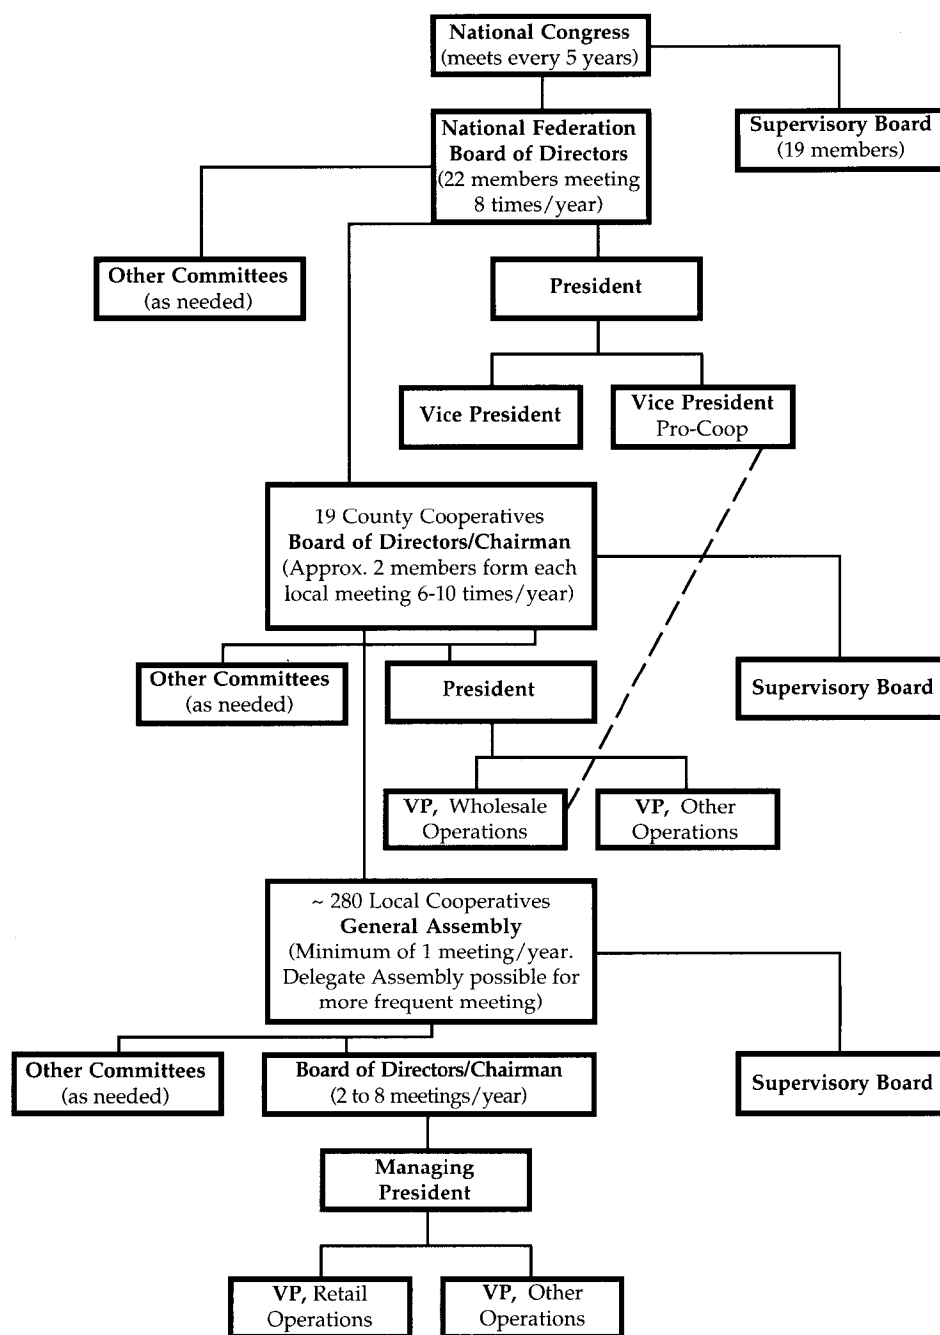 National Congress
(meets every 5 years)
National Federation
Board of Directors
(22 members meeting
8 times/year)
Supervisory Board
(19 members)
Other Committees
(as needed)
President
Vice President
Vice President
Pro-Coop
19 County Cooperatives
Board of Directors/Chairman
(Approx. 2 members form each
local meeting 6-10 times/year)
Other Committees
(as needed)
President
Supervisory Board
VP, Wholesale
Operations
VP, Other
Operations
~ 280 Local Cooperatives
General Assembly
(Minimum of 1 meeting/year.
Delegate Assembly possible for
more frequent meeting)
Other Committees
(as needed)
Board of Directors/Chairman
(2 to 8 meetings/year)
Supervisory Board
Managing
President
VP, Retail
Operations
VP, Other
Operations